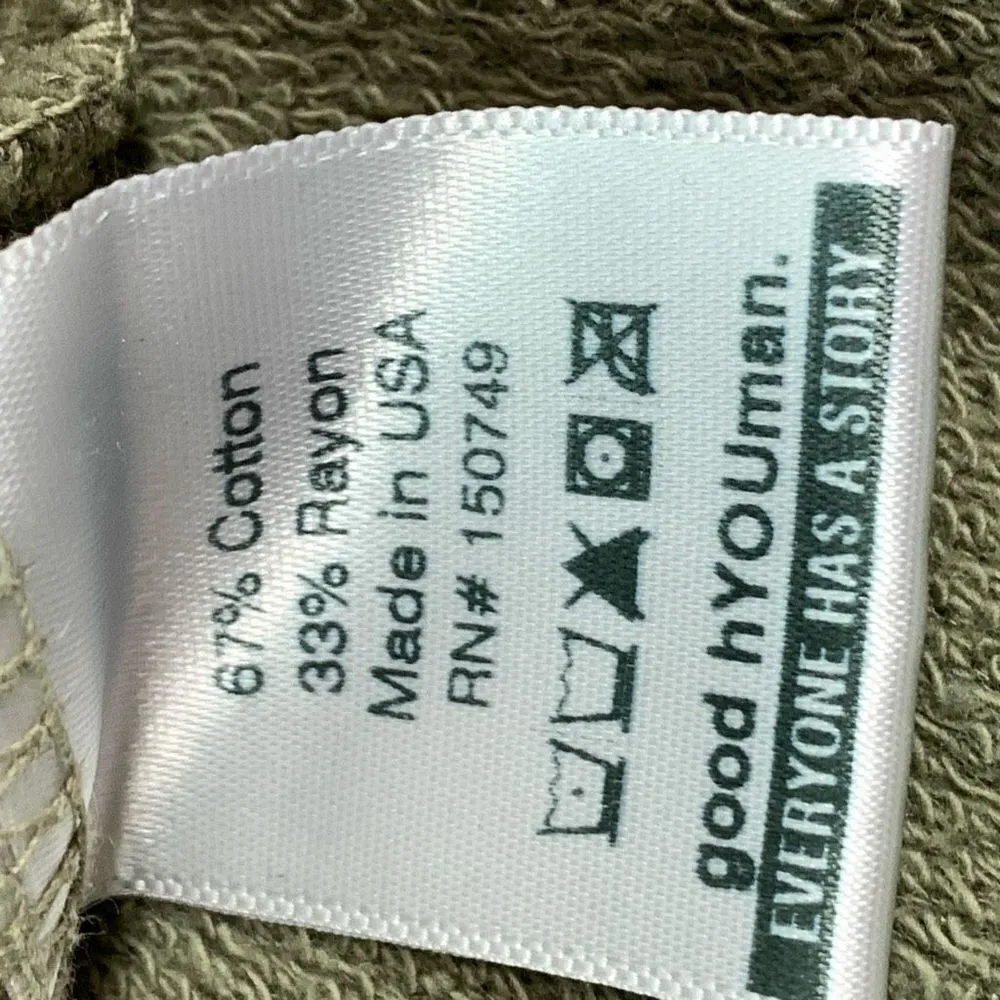 67% Cotton
33% Rayon
Made in USA
RN# 150749
good hYOUman.
EVERYONE HAS A STORY